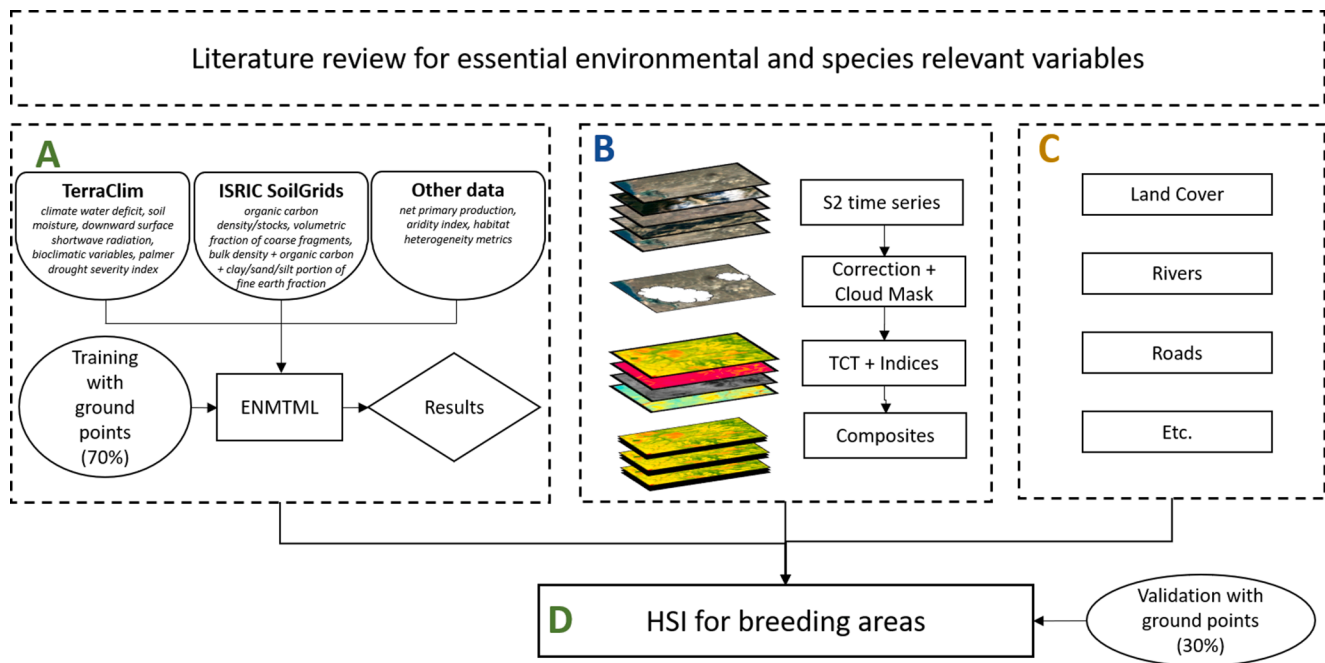 Literature review for essential environmental and species relevant variables
A
TerraClim
climate water deficit, soil
moisture, downward surface
shortwave radiation,
bioclimatic variables, palmer
drought severity index
ISRIC SoilGrids
organic carbon
density/stocks, volumetric
fraction of coarse fragments,
bulk density + organic carbon
+ clay/sand/silt portion of
fine earth fraction
Other data
net primary production,
aridity index, habitat
heterogeneity metrics
Training
with
ground
points
(70%)
ENMTML
Results
B
S2 time series
Correction +
Cloud Mask
TCT + Indices
Composites
C
Land Cover
Rivers
Roads
Etc.
D
HSI for breeding areas
Validation with
ground points
(30%)